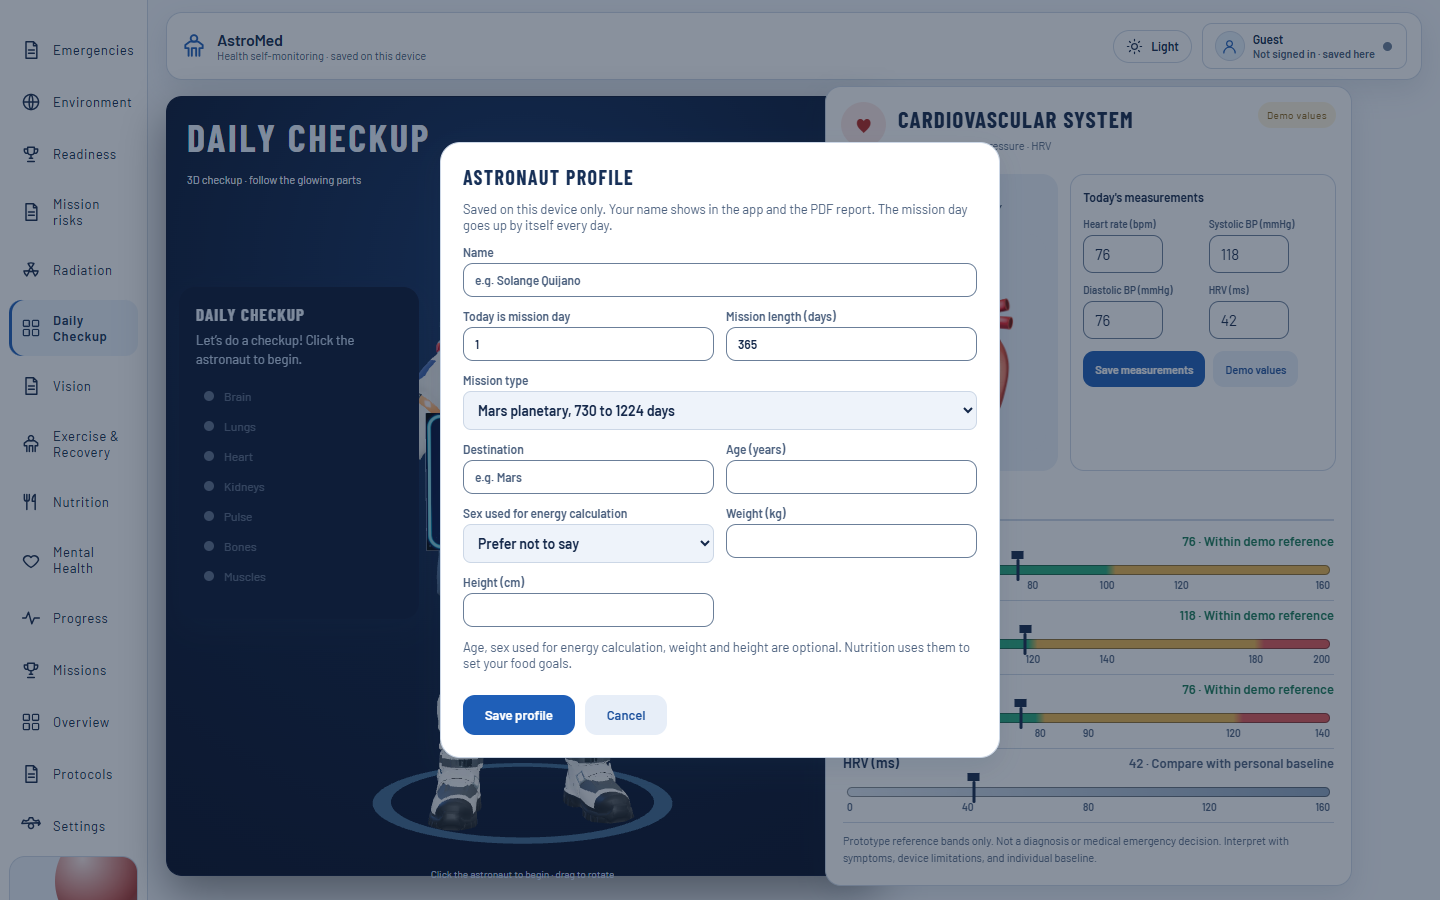 Emergencies
Environment
Readiness
Mission
risks
Radiation
Daily
Checkup
Vision
Exercise &
Recovery
Nutrition
Mental
Health
Progress
Missions
Overview
Protocols
Settings
AstroMed
Health self-monitoring · saved on this device
Light
Guest
Not signed in · saved here
DAILY CHECKUP
3D checkup · follow the glowing parts
DAILY CHECKUP
Let's do a checkup! Click the
astronaut to begin.
Brain
Lungs
Heart
Kidneys
Pulse
Bones
Muscles
Click the astronaut to begin · drag to rotate
ASTRONAUT PROFILE
Saved on this device only. Your name shows in the app and the PDF report. The mission day
goes up by itself every day.
Name
e.g. Solange Quijano
Today is mission day
Mission length (days)
1
365
Mission type
Mars planetary, 730 to 1224 days
Destination
Age (years)
e.g. Mars
Sex used for energy calculation
Weight (kg)
Prefer not to say
Height (cm)
Age, sex used for energy calculation, weight and height are optional. Nutrition uses them to
set your food goals.
Save profile
Cancel
CARDIOVASCULAR SYSTEM
Demo values
· HRV
Today's measurements
Heart rate (bpm)
Systolic BP (mmHg)
76
118
Diastolic BP (mmHg)
HRV (ms)
76
42
Save measurements
Demo values
76 · Within demo reference
80
100
120
160
118 · Within demo reference
120
140
180
200
76 · Within demo reference
80
90
120
140
HRV (ms)
42 · Compare with personal baseline
0
40
80
120
160
Prototype reference bands only. Not a diagnosis or medical emergency decision. Interpret with
symptoms, device limitations, and individual baseline.